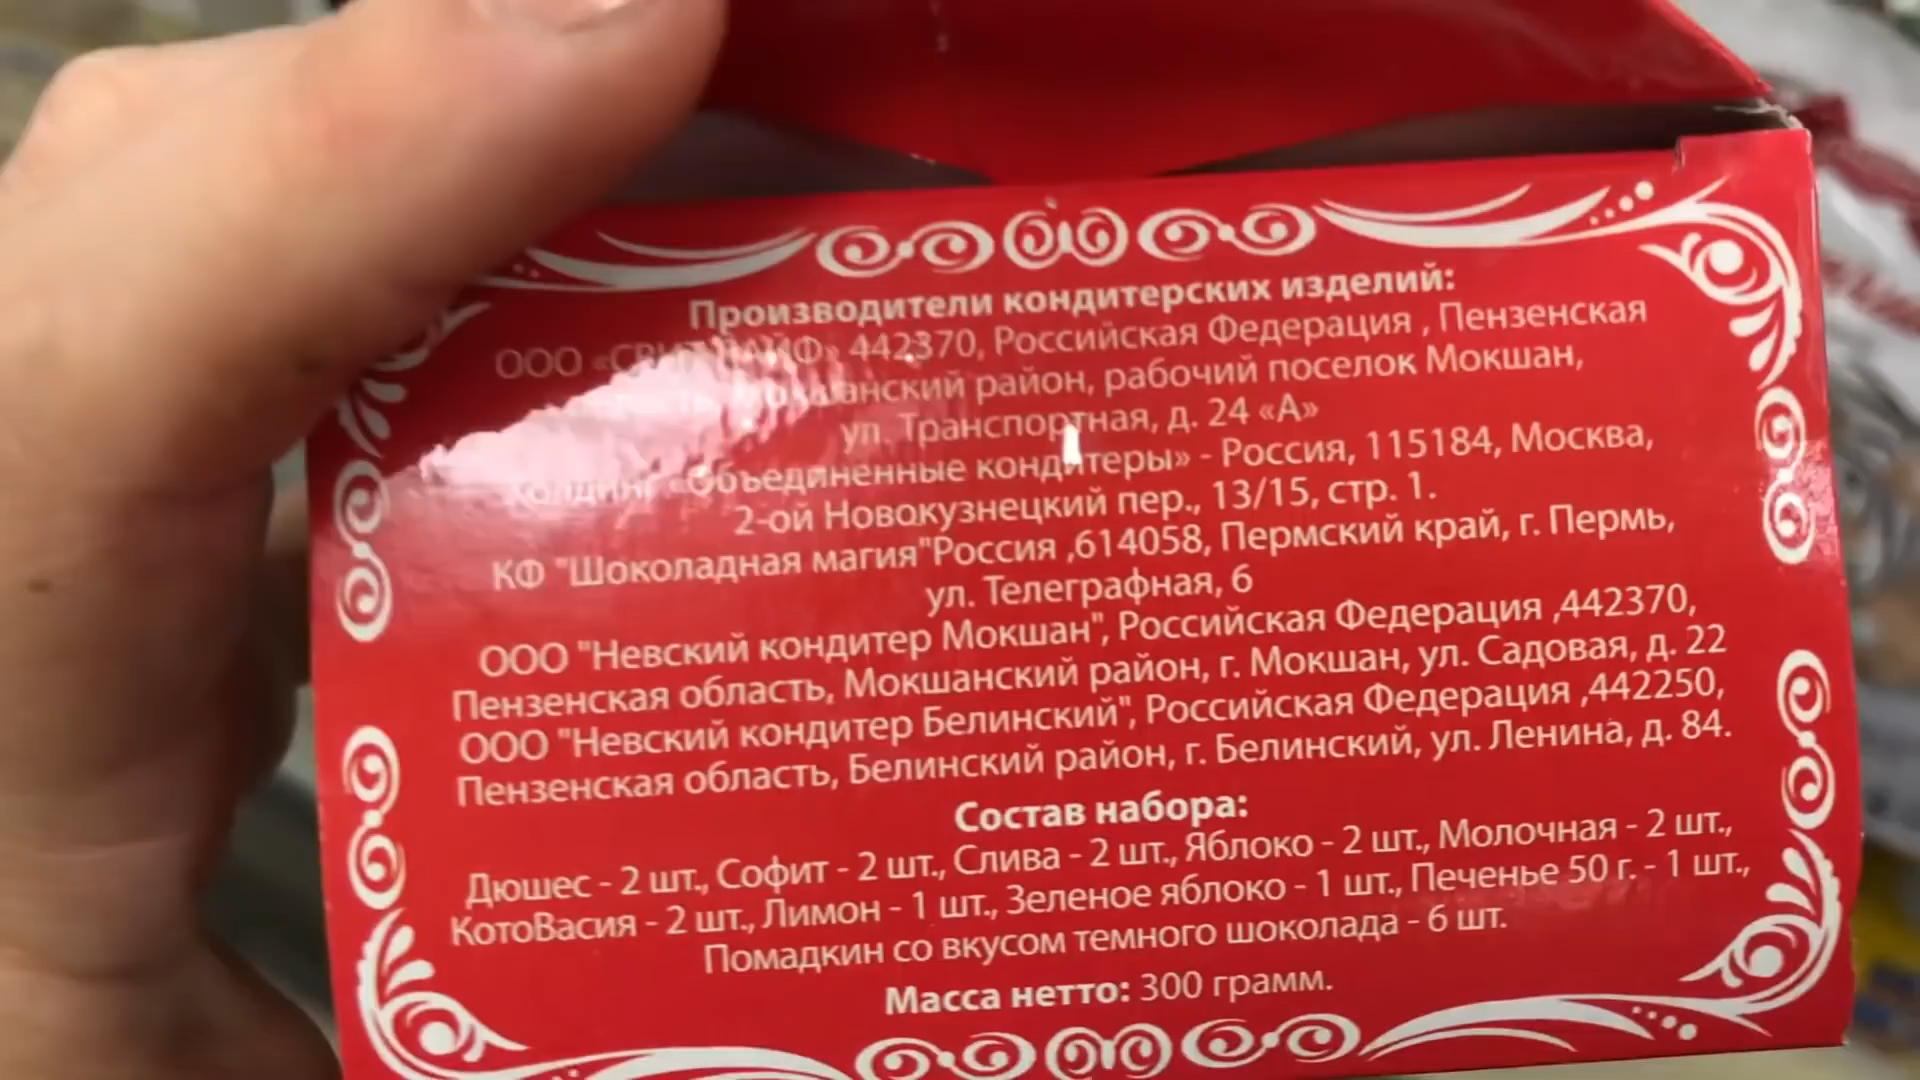 Производители кондитерских изделий:
ООО «СВИТ ЛАЙФ» 442370, Российская Федерация , Пензенская
Мокшанский район, рабочий поселок Мокшан,
ул. Транспортная, д. 24 «А»
Холдинг «Объединенные кондитеры» - Россия, 115184, Москва,
2-ой Новокузнецкий пер., 13/15, стр. 1.
КФ "Шоколадная магия"Россия ,614058, Пермский край, г. Пермь,
ул. Телеграфная, 6
ООО "Невский кондитер Мокшан", Российская Федерация ,442370,
Пензенская область, Мокшанский район, г. Мокшан, ул. Садовая, д. 22
ООО "Невский кондитер Белинский", Российская Федерация ,442250,
Пензенская область, Белинский район, г. Белинский, ул. Ленина, д. 84.
Состав набора:
Дюшес - 2 шт., Софит - 2 шт., Слива - 2 шт., Яблоко - 2 шт., Молочная - 2 шт.,
КотоВасия - 2 шт., Лимон - 1 шт., Зеленое яблоко - 1 шт., Печенье 50 г. - 1 шт.,
Помадкин со вкусом темного шоколада - 6 шт.
Масса нетто: 300 грамм.